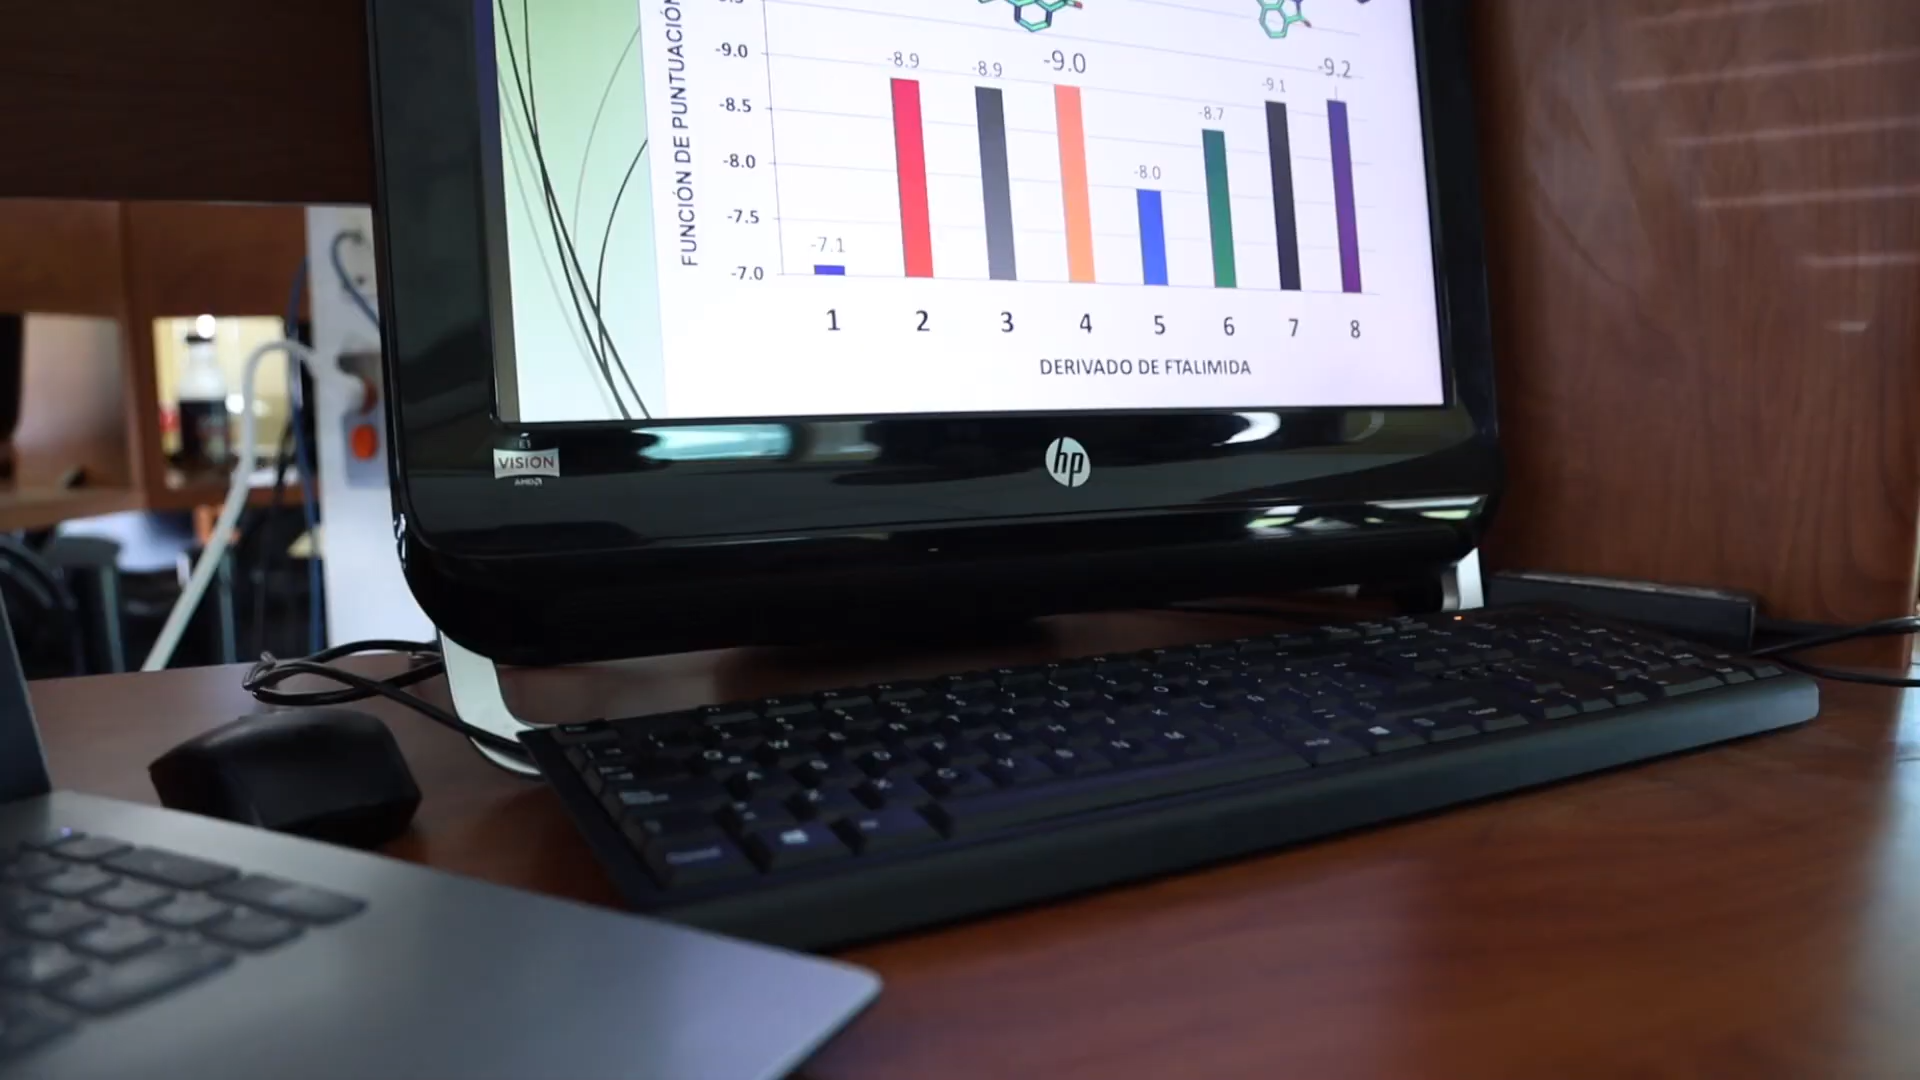 FUNCIÓN DE PUNTUACIÓN
-9.0
-8.5
-8.0
-7.5
-7.0
-7.1
-8.9
-8.9
-9.0
-8.0
-8.7
-9.1
-9.2
1 2 3 4 5 6 7 8
DERIVADO DE FTALIMIDA
VISION
AMD
hp